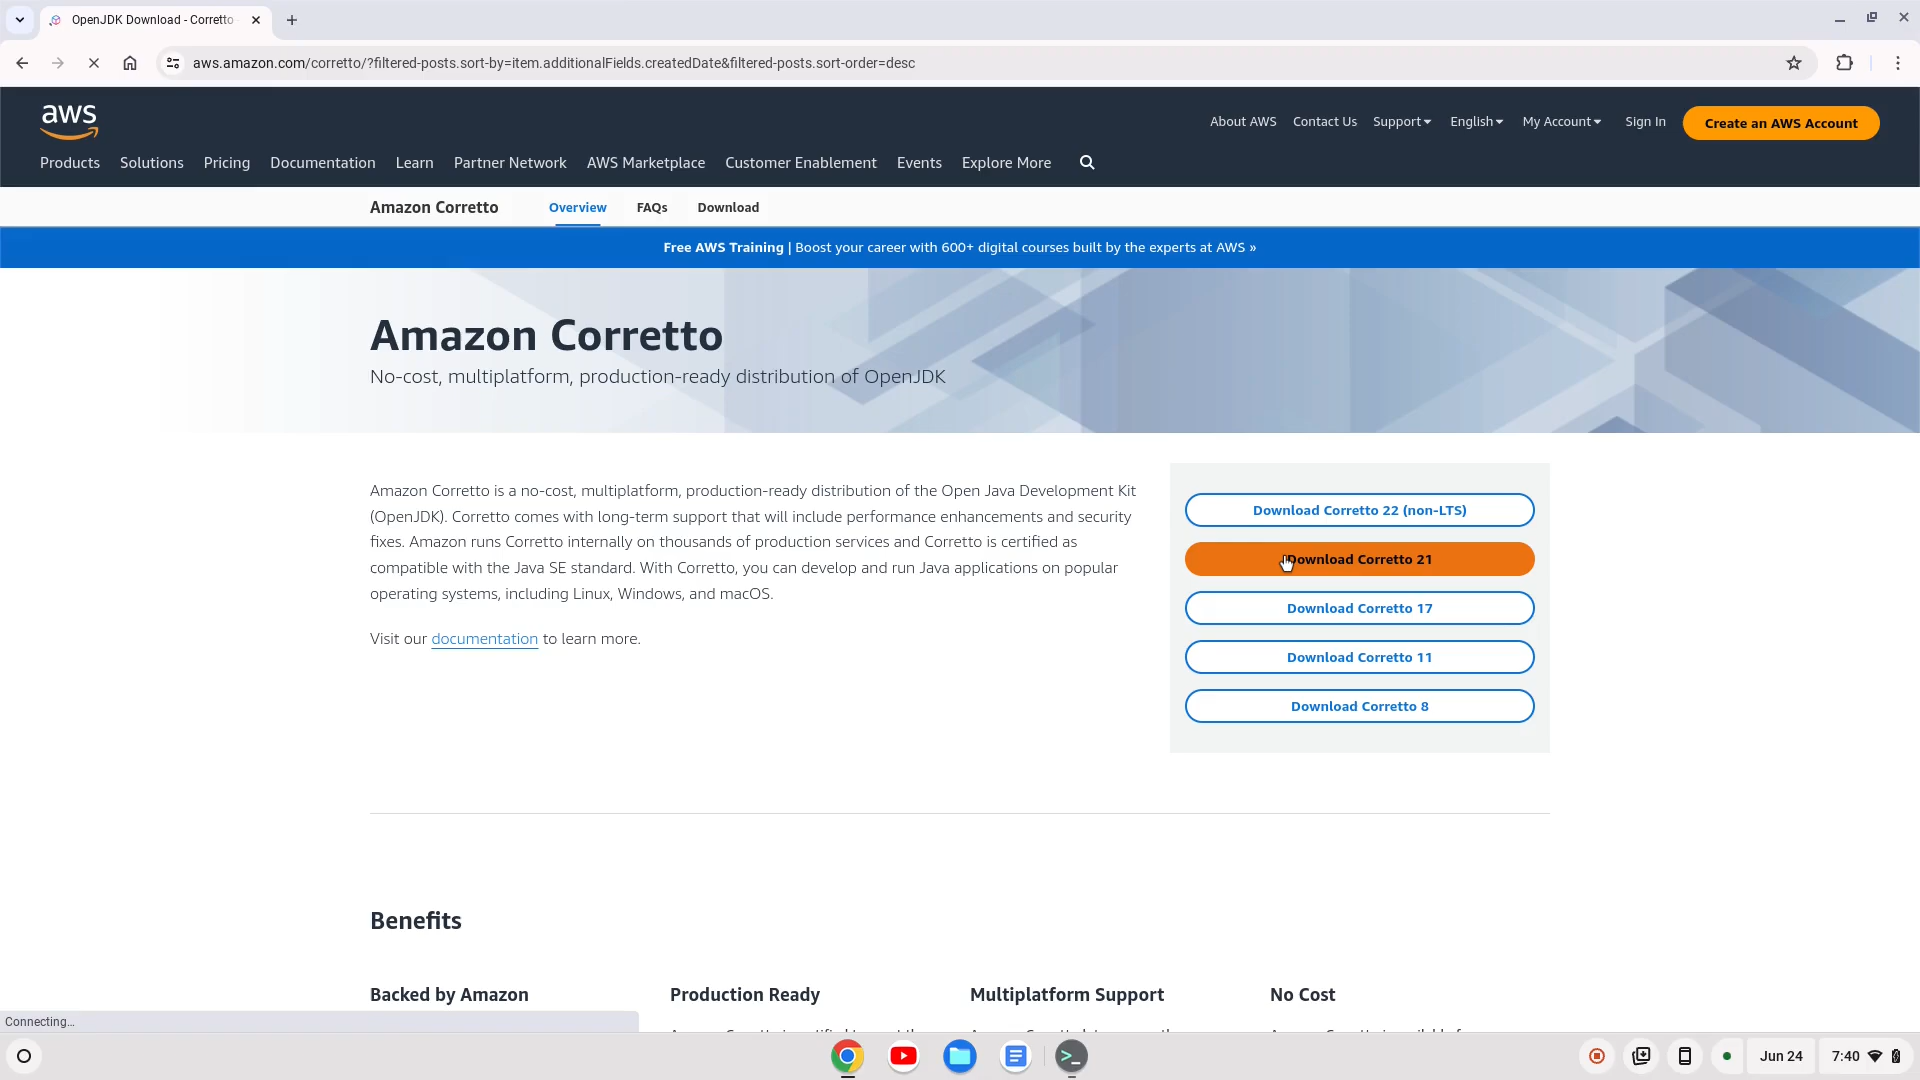 OpenJDK Download - Corretto
aws.amazon.com/corretto/?filtered-posts.sort-by=item.additionalFields.createdDate&filtered-posts.sort-order=desc
aws
About AWS Contact Us Support English My Account Sign In Create an AWS Account
Products Solutions Pricing Documentation Learn Partner Network AWS Marketplace Customer Enablement Events Explore More
Amazon Corretto Overview FAQs Download
Free AWS Training | Boost your career with 600+ digital courses built by the experts at AWS »
Amazon Corretto
No-cost, multiplatform, production-ready distribution of OpenJDK
Amazon Corretto is a no-cost, multiplatform, production-ready distribution of the Open Java Development Kit
(OpenJDK). Corretto comes with long-term support that will include performance enhancements and security
fixes. Amazon runs Corretto internally on thousands of production services and Corretto is certified as
compatible with the Java SE standard. With Corretto, you can develop and run Java applications on popular
operating systems, including Linux, Windows, and macOS.
Visit our documentation to learn more.
Download Corretto 22 (non-LTS)
Download Corretto 21
Download Corretto 17
Download Corretto 11
Download Corretto 8
Benefits
Backed by Amazon Production Ready Multiplatform Support No Cost
Connecting...
Jun 24 7:40